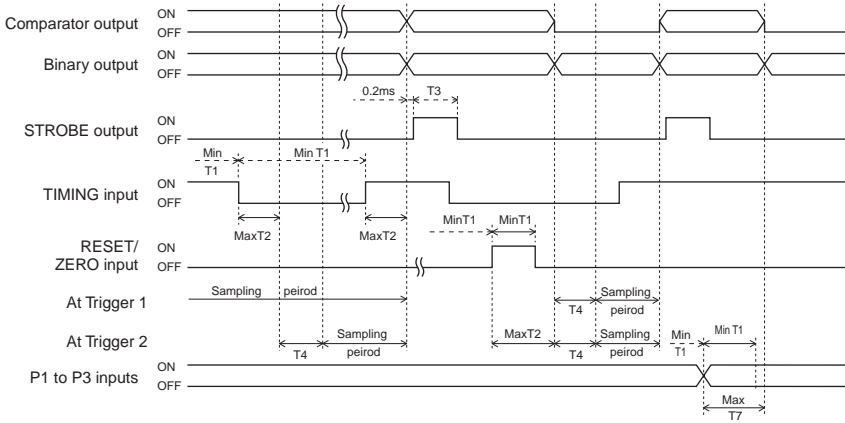 Comparator output ON
OFF
Binary output ON
OFF
0.2ms T3
STROBE output ON
OFF
Min T1 Min T1
TIMING input ON
OFF
MaxT2 MaxT2
MinT1 MinT1
RESET/
ZERO input ON
OFF
At Trigger 1 Sampling peirod
T4 Sampling peirod
At Trigger 2
T4 Sampling peirod
MaxT2 T4 Sampling peirod
Min T1 Min T1
P1 to P3 inputs ON
OFF
Max
T7